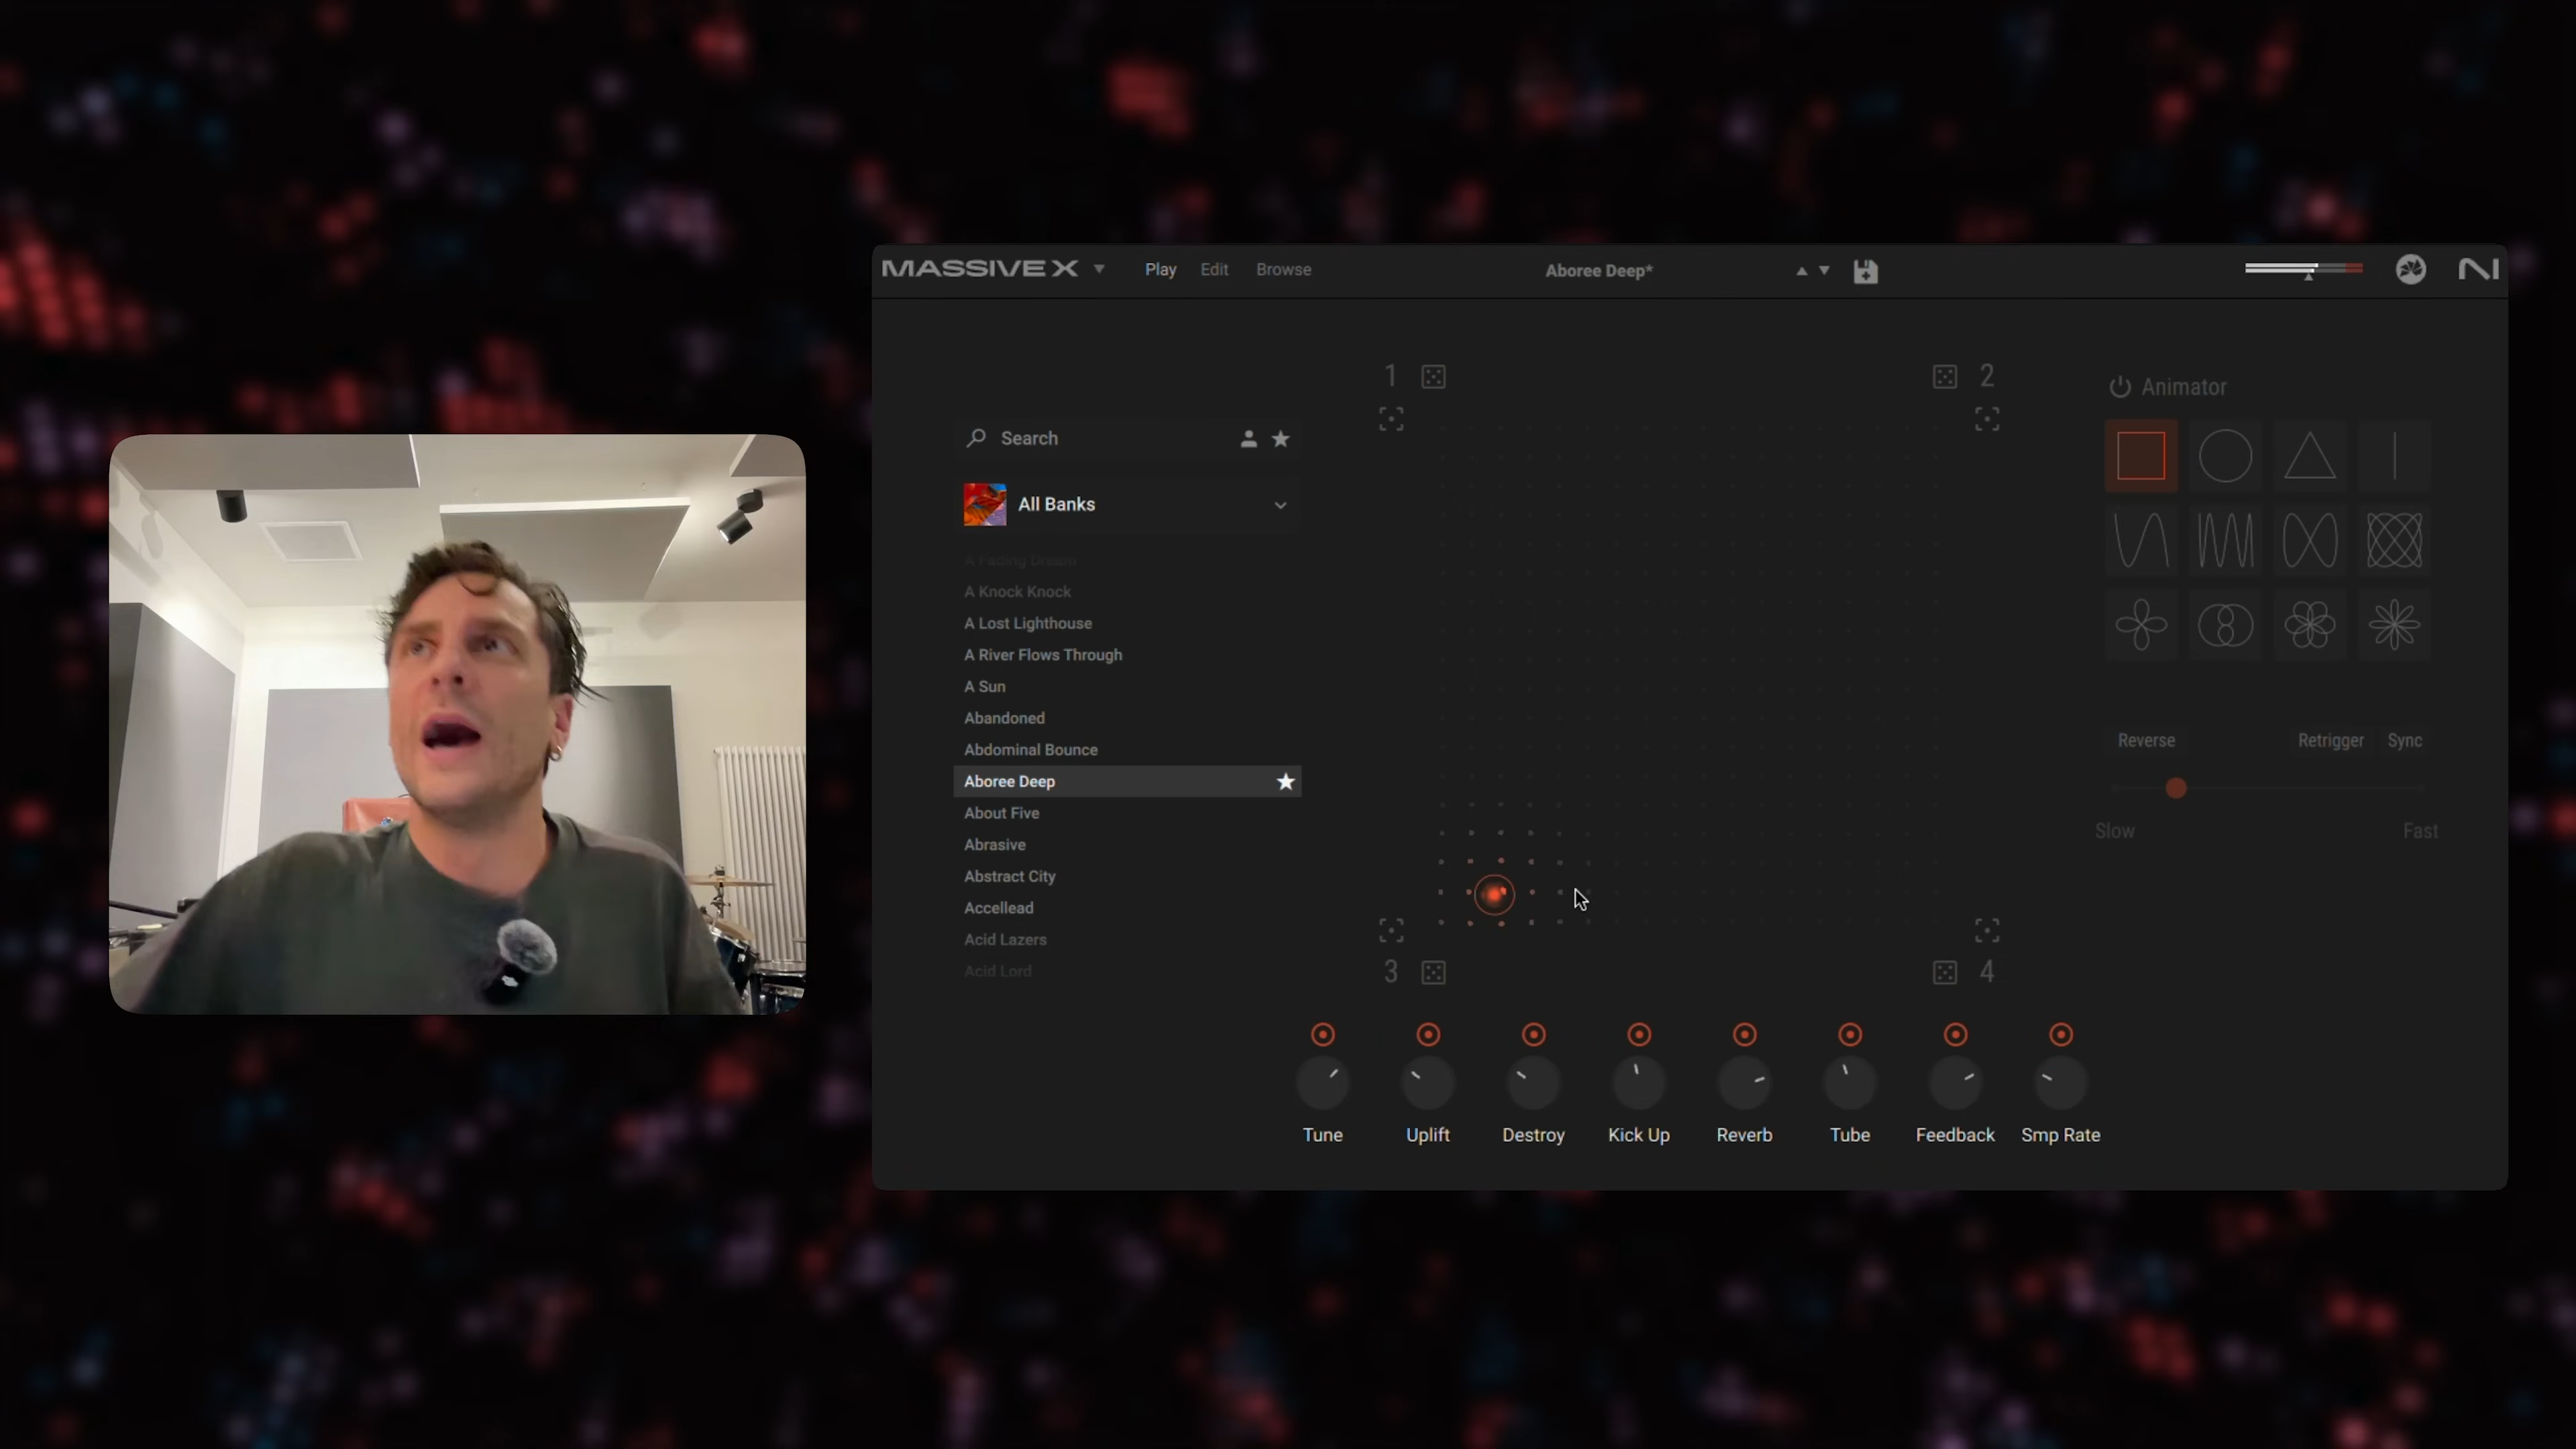 MASSIVE X
Play Edit Browse
Aboree Deep*
1
2
Animator
Search
All Banks
A Fading Dream
A Knock Knock
A Lost Lighthouse
A River Flows Through
A Sun
Abandoned
Abdominal Bounce
Aboree Deep
About Five
Abrasive
Abstract City
Accellead
Acid Lazers
Acid Lord
Reverse Retrigger Sync
Slow Fast
3
4
Tune Uplift Destroy Kick Up Reverb Tube Feedback Smp Rate